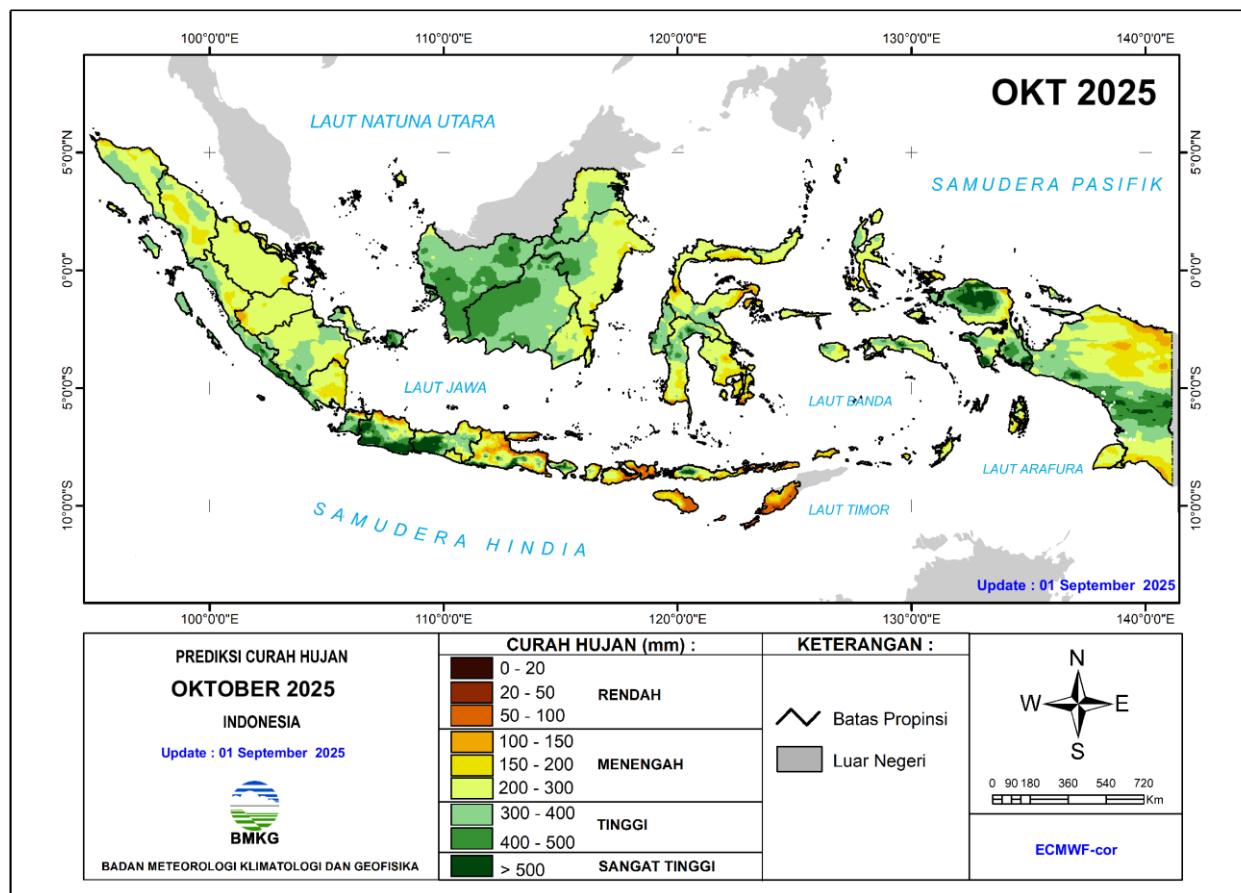 100°0'0"E
110°0'0"E
120°0'0"E
130°0'0"E
140°0'0"E
OKT 2025
LAUT NATUNA UTARA
5°0'0"N
5°0'0"N
SAMUDERA PASIFIK
0°0'0"
0°0'0"
LAUT JAWA
LAUT BANDA
5°0'0"S
5°0'0"S
LAUT ARAFURA
10°0'0"S
10°0'0"S
LAUT TIMOR
SAMUDERA HINDIA
Update : 01 September 2025
100°0'0"E
110°0'0"E
120°0'0"E
130°0'0"E
140°0'0"E
PREDIKSI CURAH HUJAN
OKTOBER 2025
INDONESIA
Update : 01 September 2025
BMKG
BADAN METEOROLOGI KLIMATOLOGI DAN GEOFISIKA
CURAH HUJAN (mm) :
0 - 20
20 - 50 RENDAH
50 - 100
100 - 150
150 - 200 MENENGAH
200 - 300
300 - 400
TINGGI
400 - 500
> 500 SANGAT TINGGI
KETERANGAN :
Batas Propinsi
Luar Negeri
N
W E
S
0 90 180 360 540 720
Km
ECMWF-cor